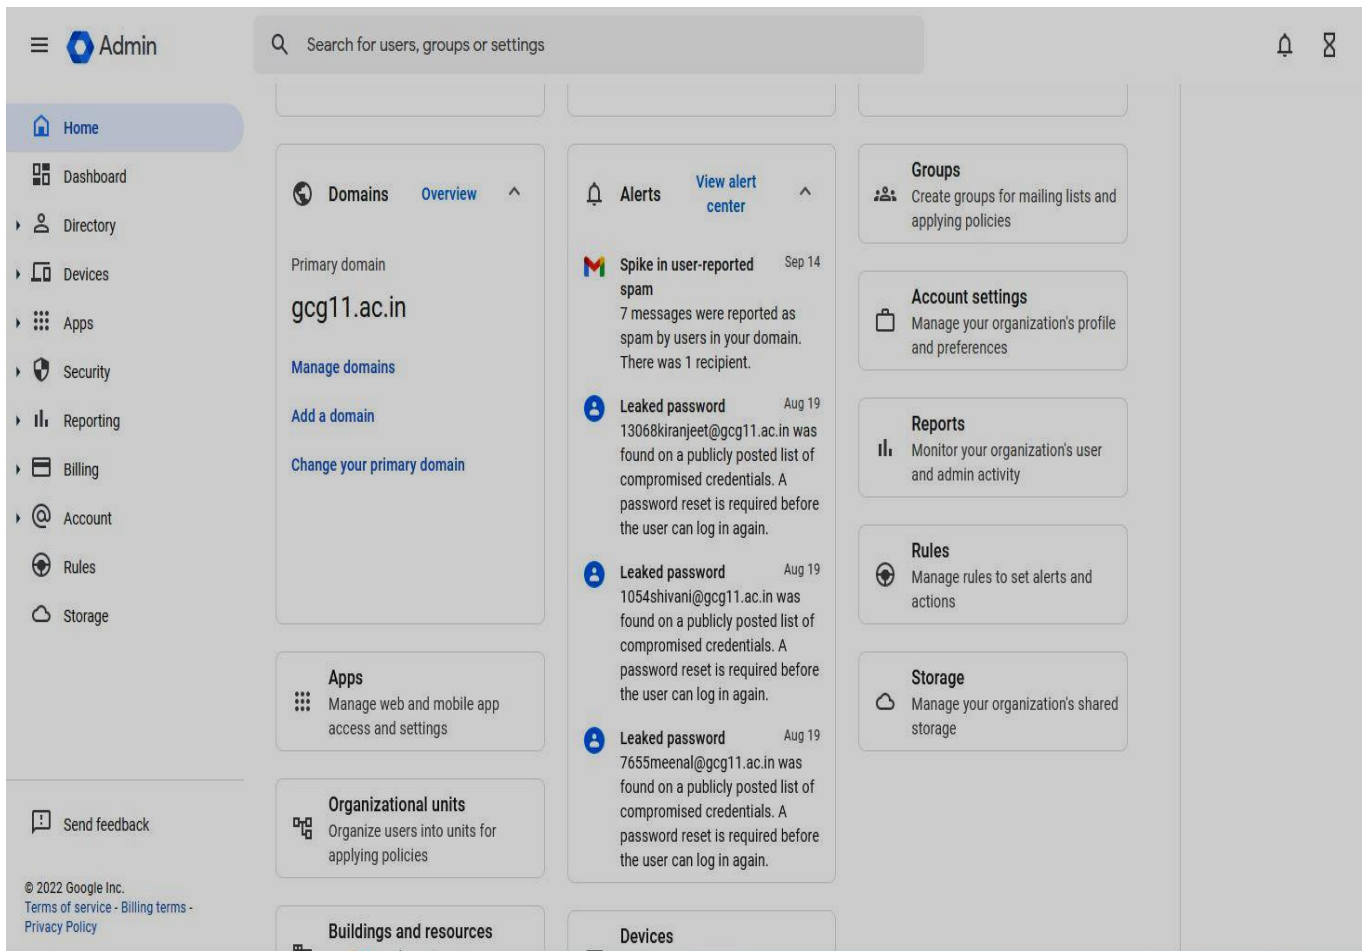 Admin
Search for users, groups or settings
Home
Dashboard
Directory
Devices
Apps
Security
Reporting
Billing
Account
Rules
Storage
Send feedback
© 2022 Google Inc.
Terms of service - Billing terms -
Privacy Policy
Domains
Overview
Primary domain
gcg11.ac.in
Manage domains
Add a domain
Change your primary domain
Apps
Manage web and mobile app
access and settings
Organizational units
Organize users into units for
applying policies
Buildings and resources
Alerts
View alert
center
Spike in user-reported Sep 14
spam
7 messages were reported as
spam by users in your domain.
There was 1 recipient.
Leaked password Aug 19
13068kiranjeet@gcg11.ac.in was
found on a publicly posted list of
compromised credentials. A
password reset is required before
the user can log in again.
Leaked password Aug 19
1054shivani@gcg11.ac.in was
found on a publicly posted list of
compromised credentials. A
password reset is required before
the user can log in again.
Leaked password Aug 19
7655meenal@gcg11.ac.in was
found on a publicly posted list of
compromised credentials. A
password reset is required before
the user can log in again.
Devices
Groups
Create groups for mailing lists and
applying policies
Account settings
Manage your organization's profile
and preferences
Reports
Monitor your organization's user
and admin activity
Rules
Manage rules to set alerts and
actions
Storage
Manage your organization's shared
storage